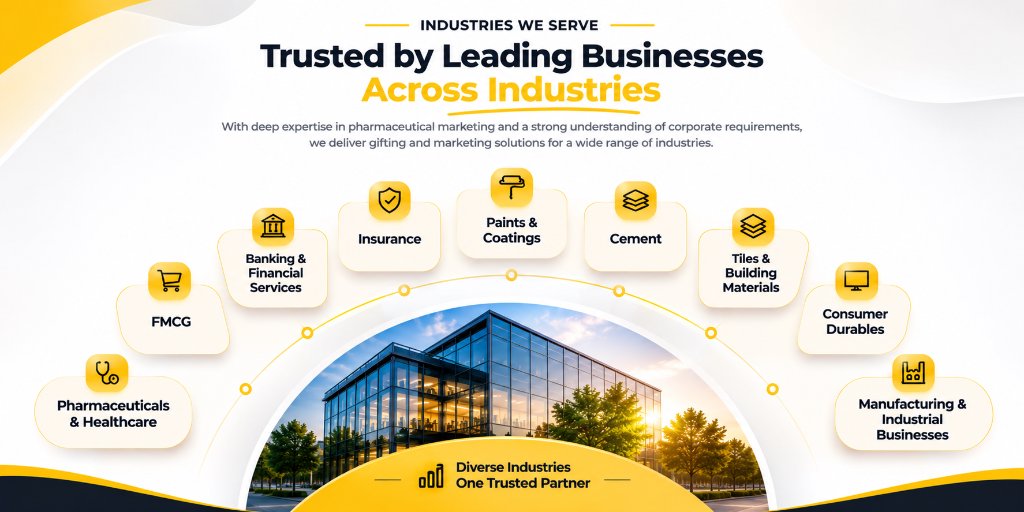 INDUSTRIES WE SERVE
Trusted by Leading Businesses
Across Industries
With deep expertise in pharmaceutical marketing and a strong understanding of corporate requirements,
we deliver gifting and marketing solutions for a wide range of industries.
Pharmaceuticals
& Healthcare
FMCG
Banking &
Financial
Services
Insurance
Paints &
Coatings
Cement
Tiles &
Building
Materials
Consumer
Durables
Manufacturing &
Industrial
Businesses
Diverse Industries
One Trusted Partner